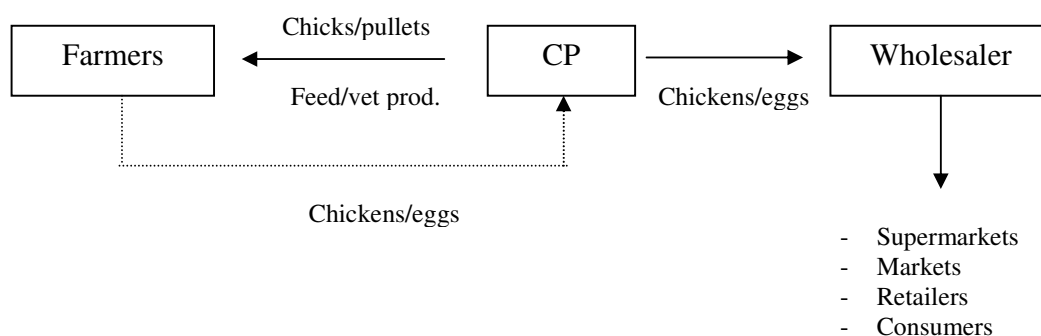 Chicks/pullets
Farmers
CP
Wholesaler
Feed/vet prod.
Chickens/eggs
Chickens/eggs
- Supermarkets
- Markets
- Retailers
- Consumers